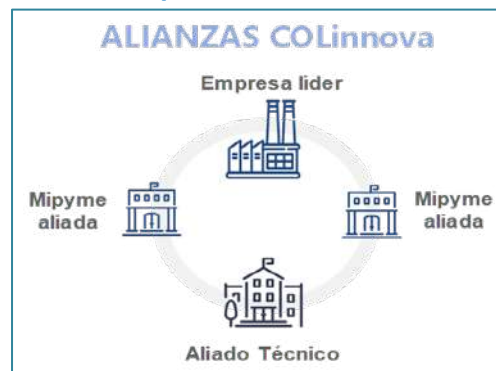 ALIANZAS COLinnova
Empresa lider
Mipyme
aliada
Mipyme
aliada
Aliado Técnico